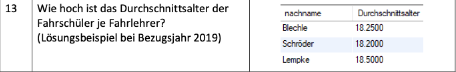 13
Wie hoch ist das Durchschnittsalter der
Fahrschüler je Fahrlehrer?
(Lösungsbeispiel bei Bezugsjahr 2019)
nachname Durchschnittsalter
Blechle 18.2500
Schröder 18.2000
Lempke 18.5000